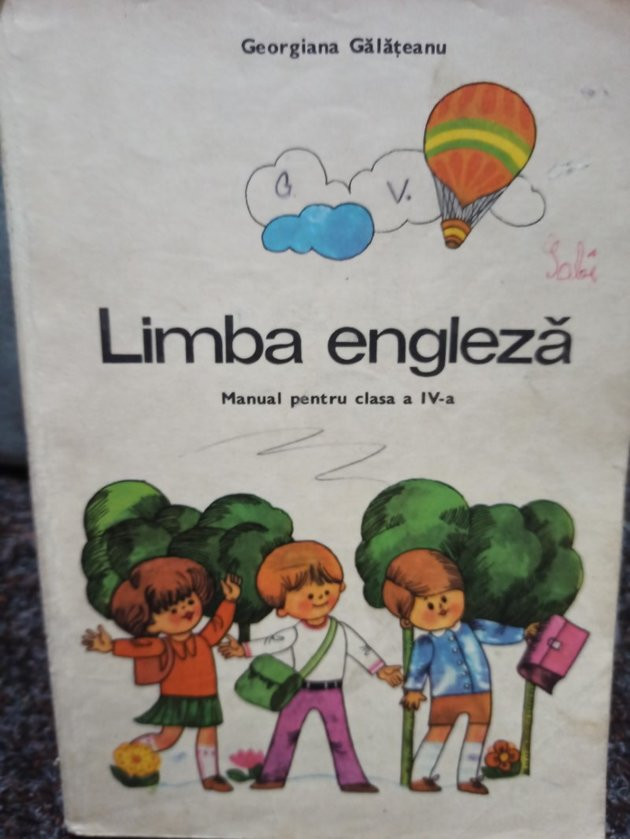 Georgiana Gălățeanu
G. V.
Limba engleză
Manual pentru clasa a IV-a